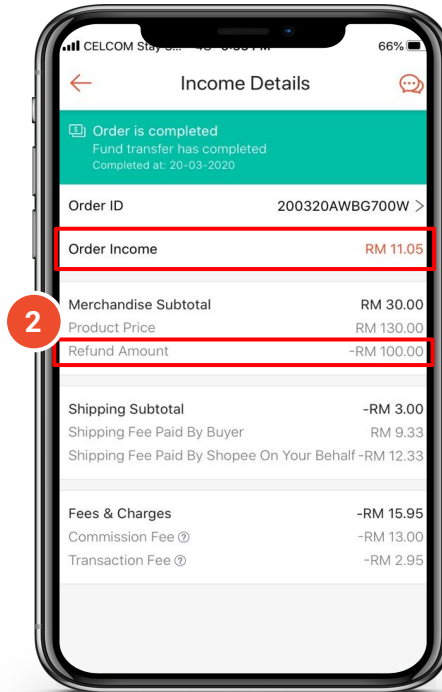 CELCOM 66%
Income Details
Order is completed
Fund transfer has completed
Completed at: 20-03-2020
Order ID 200320AWBG700W >
Order Income RM 11.05
2
Merchandise Subtotal RM 30.00
Product Price RM 130.00
Refund Amount -RM 100.00
Shipping Subtotal -RM 3.00
Shipping Fee Paid By Buyer RM 9.33
Shipping Fee Paid By Shopee On Your Behalf -RM 12.33
Fees & Charges -RM 15.95
Commission Fee ? -RM 13.00
Transaction Fee ? -RM 2.95